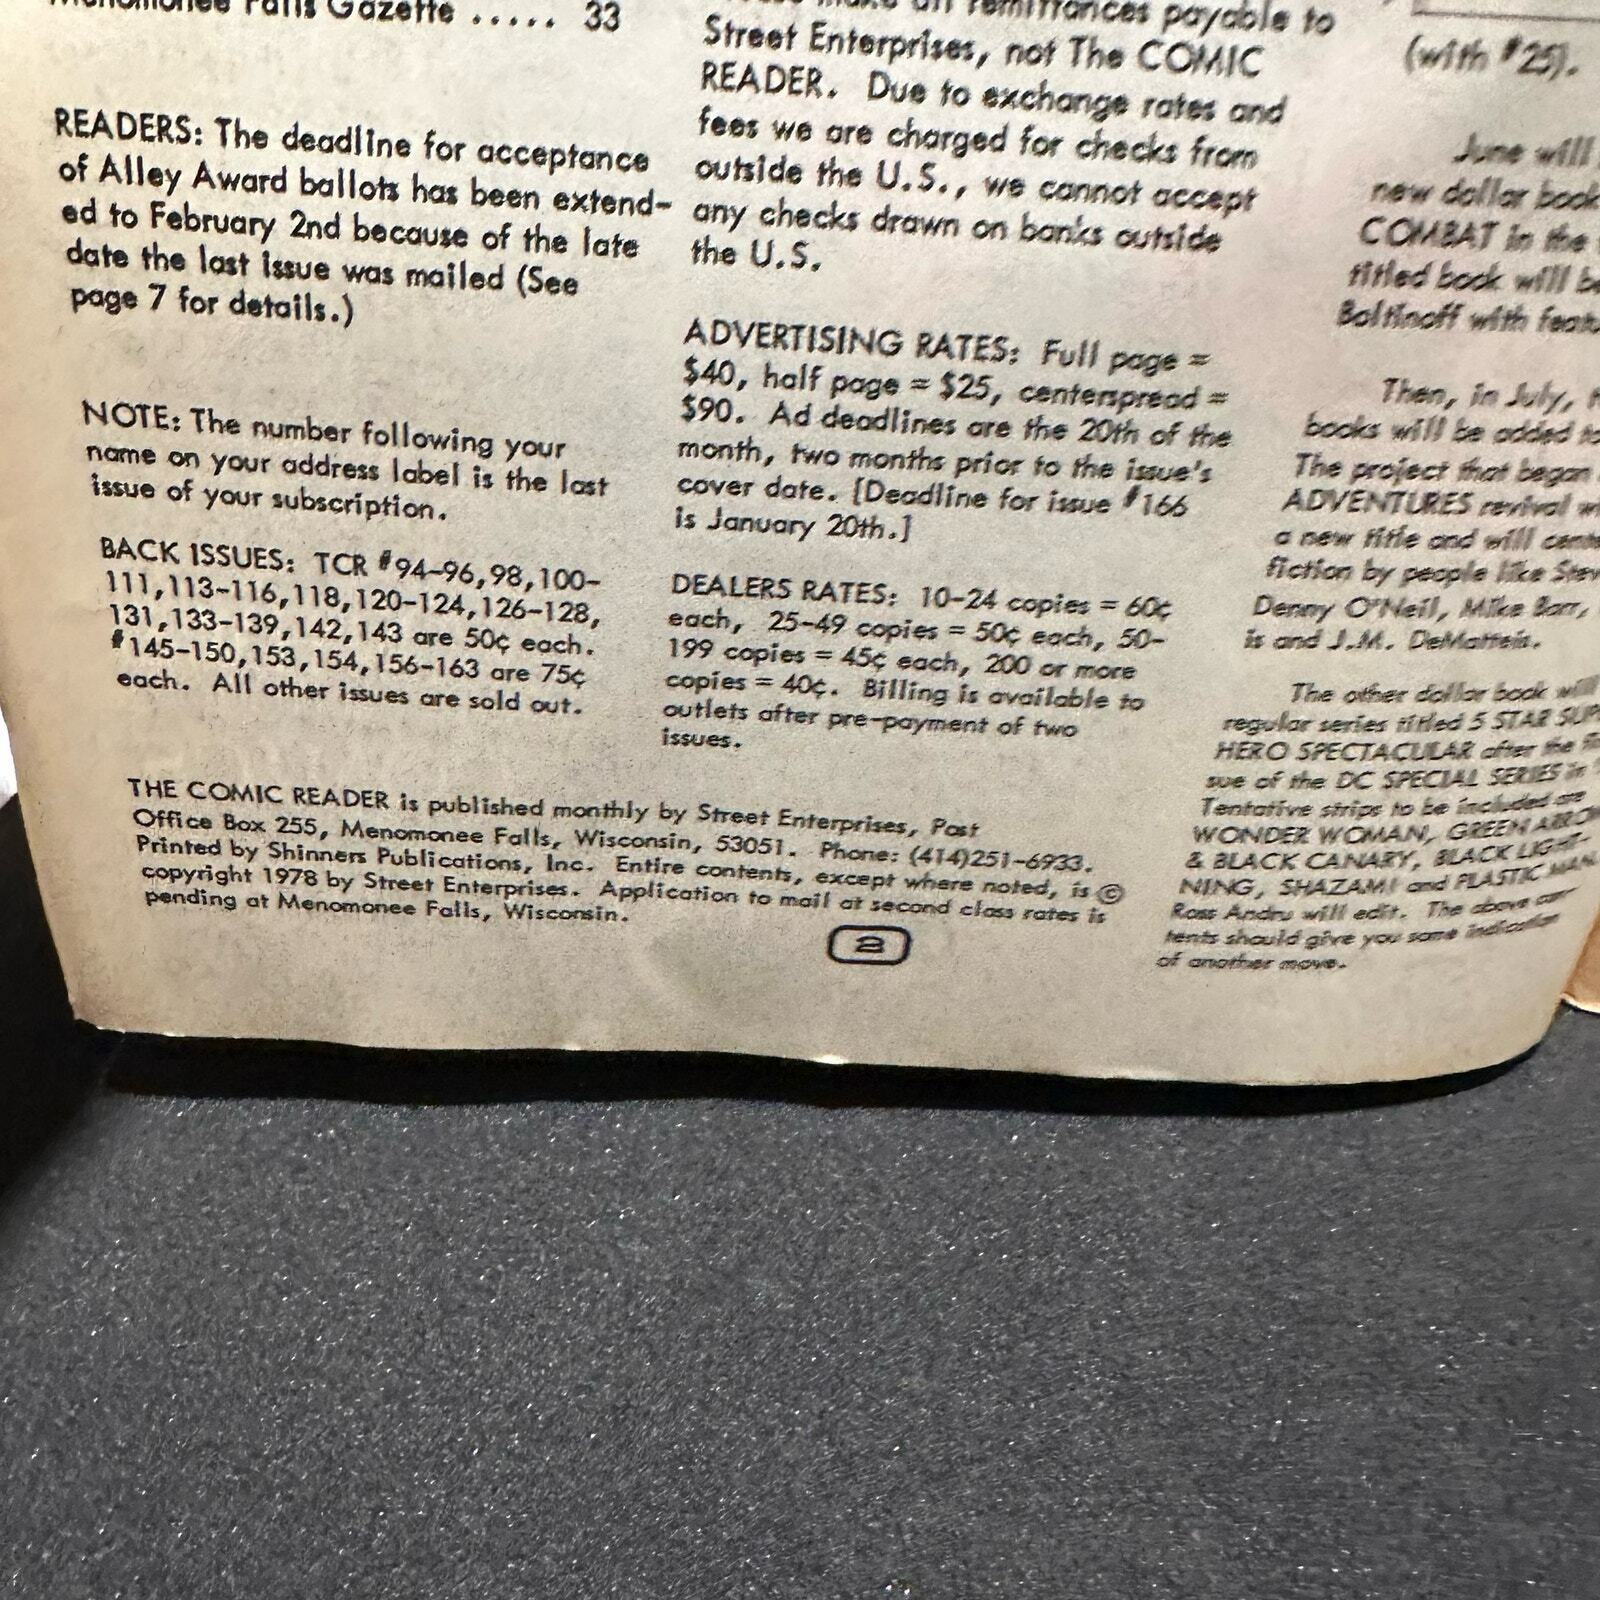 Menomonee Falls Gazette ..... 33
READERS: The deadline for acceptance
of Alley Award ballots has been extend-
ed to February 2nd because of the late
date the last issue was mailed (See
page 7 for details.)
NOTE: The number following your
name on your address label is the last
issue of your subscription.
BACK ISSUES: TCR #94-96,98,100-
111,113-116,118,120-124,126-128,
131,133-139,142,143 are 50¢ each.
#145-150,153,154,156-163 are 75¢
each. All other issues are sold out.
make all remittances payable to
Street Enterprises, not The COMIC
READER. Due to exchange rates and
fees we are charged for checks from
outside the U.S., we cannot accept
any checks drawn on banks outside
the U.S.
ADVERTISING RATES: Full page =
$40, half page = $25, centerspread =
$90. Ad deadlines are the 20th of the
month, two months prior to the issue's
cover date. [Deadline for issue #166
is January 20th.]
DEALERS RATES: 10-24 copies = 60¢
each, 25-49 copies = 50¢ each, 50-
199 copies = 45¢ each, 200 or more
copies = 40¢. Billing is available to
outlets after pre-payment of two
issues.
THE COMIC READER is published monthly by Street Enterprises, Post
Office Box 255, Menomonee Falls, Wisconsin, 53051. Phone: (414)251-6933.
Printed by Shinners Publications, Inc. Entire contents, except where noted, is ©
copyright 1978 by Street Enterprises. Application to mail at second class rates is
pending at Menomonee Falls, Wisconsin.
2
(with #25).
June will
new dollar book
COMBAT in the
titled book will
Boltinoff with
Then, in July,
books will be added
The project that began
ADVENTURES revival
a new title and will
fiction by people like
Denny O'Neil, Mike Barr,
is and J.M. DeMatteis.
The other dollar book will
regular series titled 5 STAR
HERO SPECTACULAR after the
sue of the DC SPECIAL SERIES in
Tentative strips to be included are
WONDER WOMAN, GREEN ARROW
& BLACK CANARY, BLACK LIGHT-
NING, SHAZAM! and PLASTIC MAN.
Ross Andru will edit. The above
tents should give you some indication
of another move.